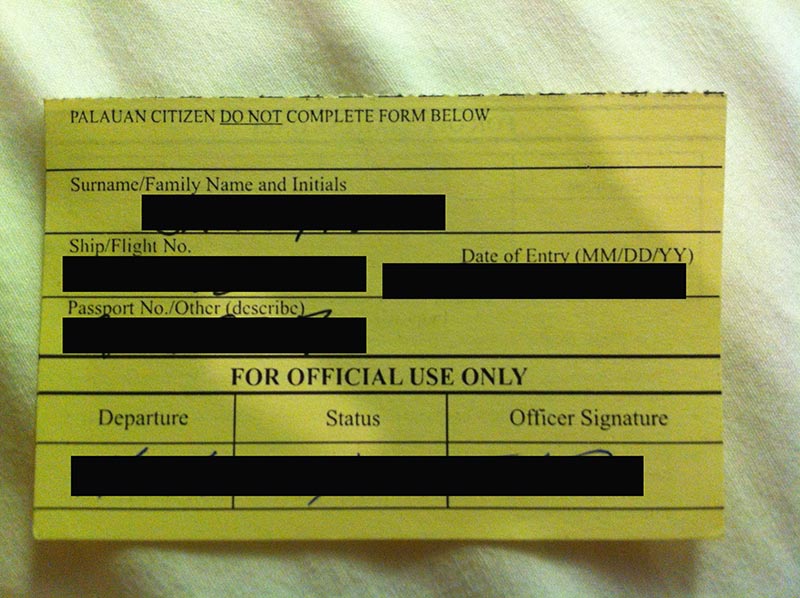 PALAUAN CITIZEN DO NOT COMPLETE FORM BELOW
Surname/Family Name and Initials
Ship/Flight No.
Date of Entry (MM/DD/YY)
Passport No./Other (describe)
FOR OFFICIAL USE ONLY
Departure Status Officer Signature